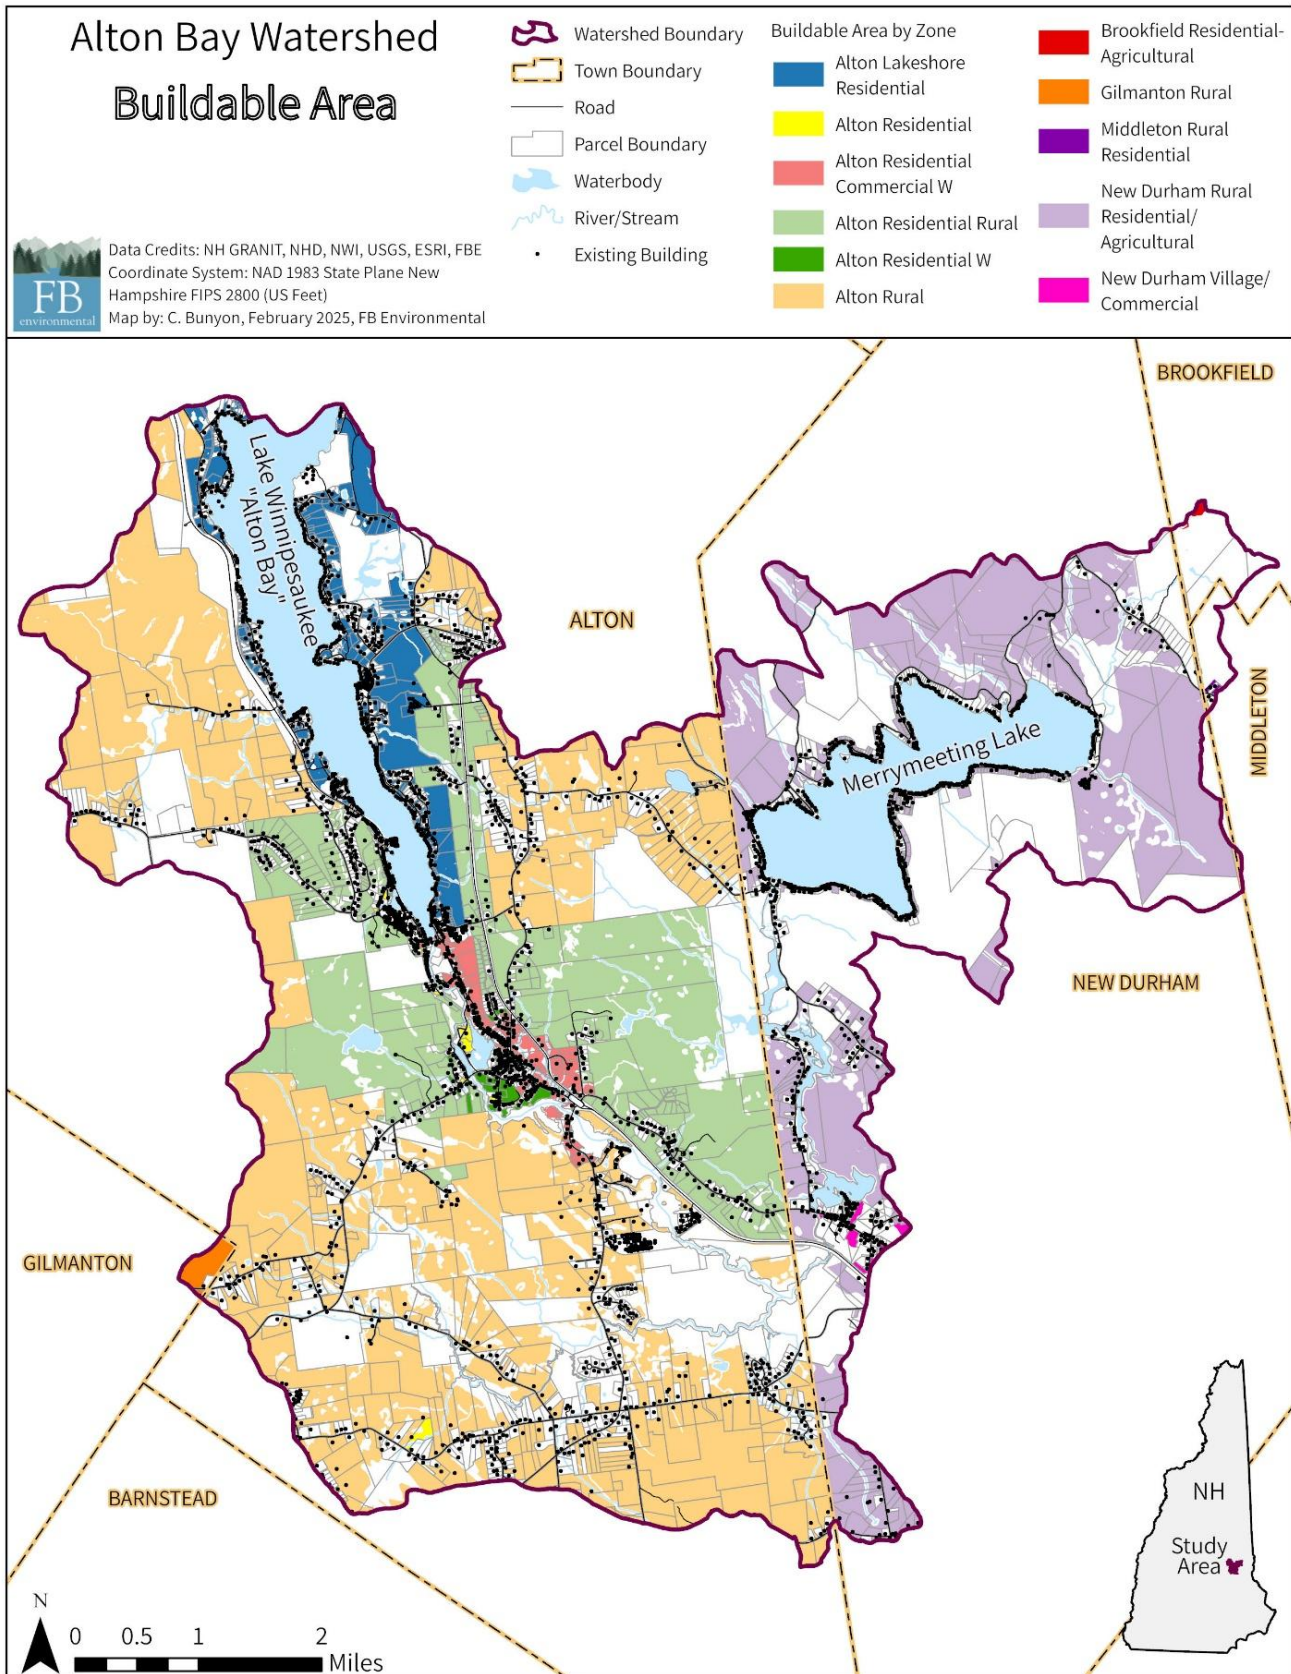 Alton Bay Watershed
Buildable Area
FB
environmental
Data Credits: NH GRANIT, NHD, NWI, USGS, ESRI, FBE
Coordinate System: NAD 1983 State Plane New
Hampshire FIPS 2800 (US Feet)
Map by: C. Bunyon, February 2025, FB Environmental
Watershed Boundary
Town Boundary
Road
Parcel Boundary
Waterbody
River/Stream
Existing Building
Buildable Area by Zone
Alton Lakeshore
Residential
Alton Residential
Alton Residential
Commercial W
Alton Residential Rural
Alton Residential W
Alton Rural
Brookfield Residential-
Agricultural
Gilmanton Rural
Middleton Rural
Residential
New Durham Rural
Residential/
Agricultural
New Durham Village/
Commercial
BROOKFIELD
Lake Winnipesaukee
"Alton Bay"
ALTON
MIDDLETON
Merrymeeting Lake
NEW DURHAM
GILMANTON
BARNSTEAD
NH
Study
Area
N
0 0.5 1 2
Miles